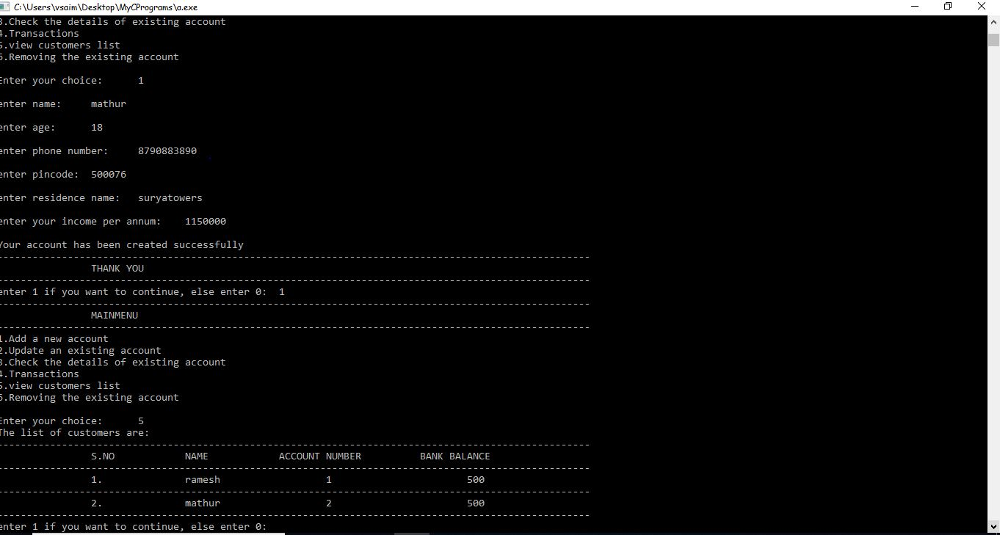 C:\Users\vsaim\Desktop\MyCPrograms\a.exe
3.Check the details of existing account
4.Transactions
5.view customers list
6.Removing the existing account
Enter your choice: 1
enter name: mathur
enter age: 18
enter phone number: 8790883890
enter pincode: 500076
enter residence name: suryatowers
enter your income per annum: 1150000
Your account has been created successfully
--------------------------------------------------------------------------------
THANK YOU
--------------------------------------------------------------------------------
enter 1 if you want to continue, else enter 0: 1
--------------------------------------------------------------------------------
MAINMENU
--------------------------------------------------------------------------------
1.Add a new account
2.Update an existing account
3.Check the details of existing account
4.Transactions
5.view customers list
6.Removing the existing account
Enter your choice: 5
The list of customers are:
--------------------------------------------------------------------------------
S.NO NAME ACCOUNT NUMBER BANK BALANCE
--------------------------------------------------------------------------------
1. ramesh 1 500
--------------------------------------------------------------------------------
2. mathur 2 500
--------------------------------------------------------------------------------
enter 1 if you want to continue, else enter 0: